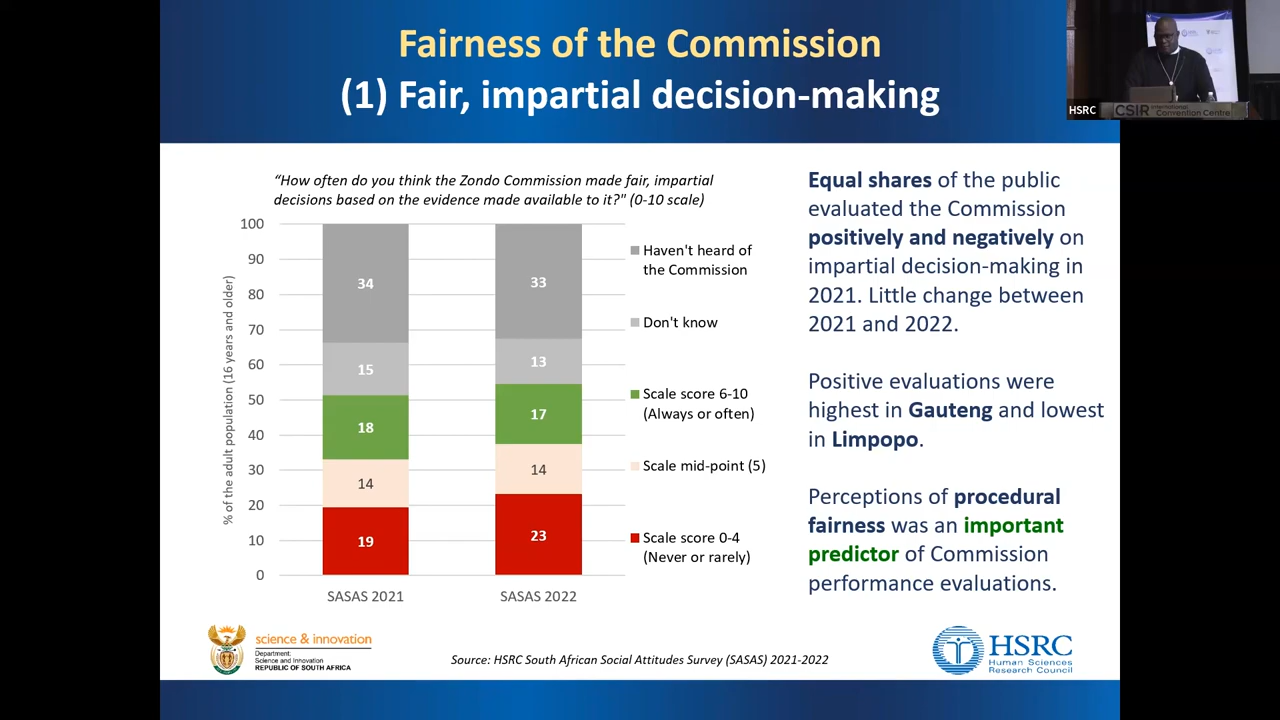 Fairness of the Commission
(1) Fair, impartial decision-making
HSRC
CSIR International
Convention Centre
“How often do you think the Zondo Commission made fair, impartial
decisions based on the evidence made available to it?" (0-10 scale)
% of the adult population (16 years and older)
100
90
80
70
60
50
40
30
20
10
0
34
15
18
14
19
33
13
17
14
23
SASAS 2021
SASAS 2022
Haven't heard of
the Commission
Don't know
Scale score 6-10
(Always or often)
Scale mid-point (5)
Scale score 0-4
(Never or rarely)
Equal shares of the public
evaluated the Commission
positively and negatively on
impartial decision-making in
2021. Little change between
2021 and 2022.
Positive evaluations were
highest in Gauteng and lowest
in Limpopo.
Perceptions of procedural
fairness was an important
predictor of Commission
performance evaluations.
science & innovation
Department:
Science and Innovation
REPUBLIC OF SOUTH AFRICA
Source: HSRC South African Social Attitudes Survey (SASAS) 2021-2022
HSRC
Human Sciences
Research Council